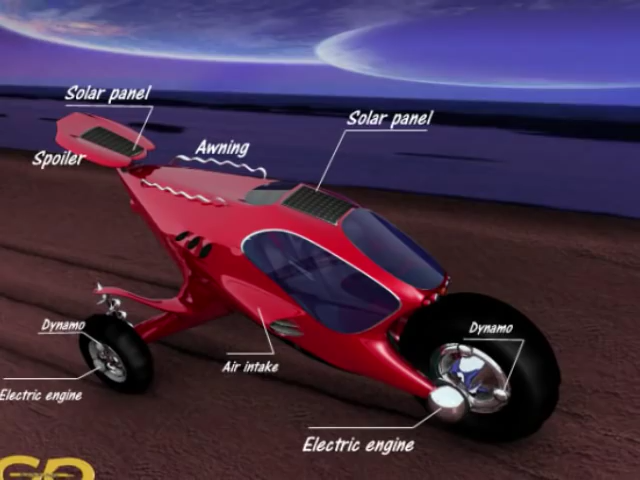 Solar panel
Solar panel
Awning
Spoiler
Dynamo
Dynamo
Air intake
Electric engine
Electric engine